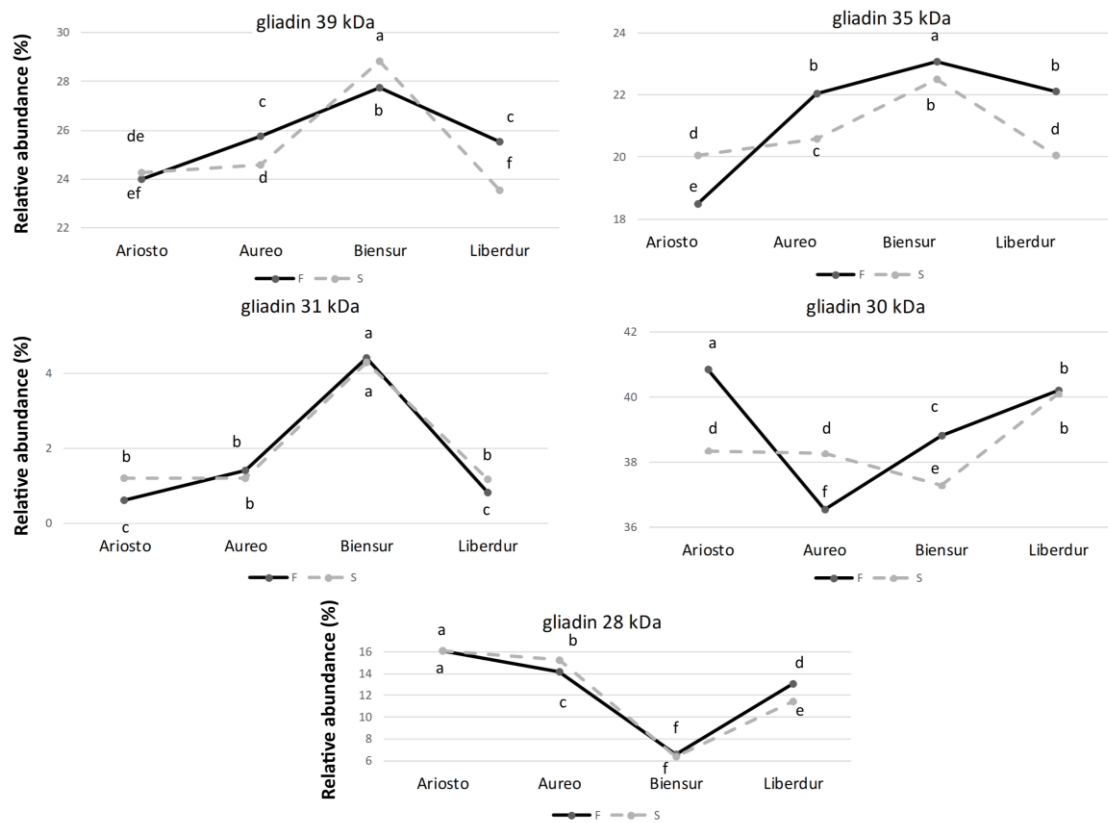 gliadin 39 kDa
Relative abundance (%)
30
28
26
24
22
a
c
b
c
de
d
f
ef
Ariosto Aureo Biensur Liberdur
F S
gliadin 35 kDa
24
22
20
18
a
b
b
b
d
d
c
e
Ariosto Aureo Biensur Liberdur
F S
gliadin 31 kDa
Relative abundance (%)
4
2
0
a
a
b
b
b
b
c
c
Ariosto Aureo Biensur Liberdur
F S
gliadin 30 kDa
42
40
38
36
a
b
c
d
d
b
e
f
Ariosto Aureo Biensur Liberdur
F S
gliadin 28 kDa
Relative abundance (%)
16
14
12
10
8
6
a
b
a
d
c
e
f
f
Ariosto Aureo Biensur Liberdur
F S